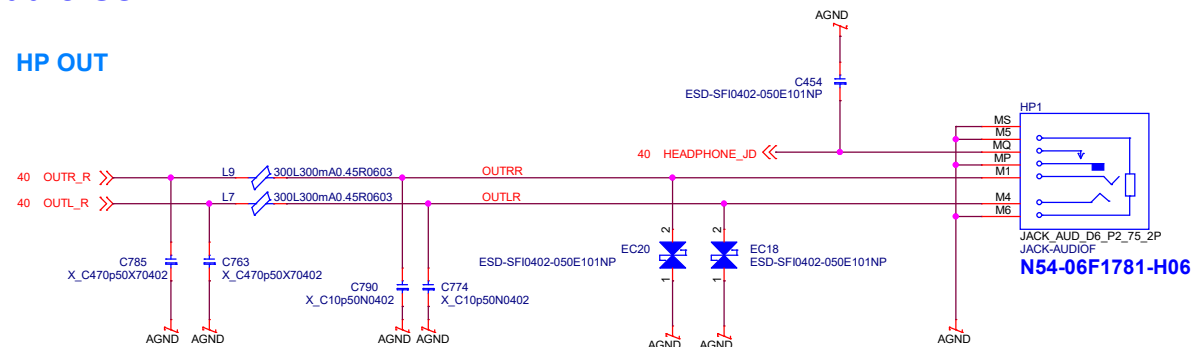 AGND
HP OUT
C454
ESD-SFI0402-050E101NP
HP1
MS
M5
MQ
MP
M1
M4
M6
40 HEADPHONE_JD
40 OUTR_R
L9 300L300mA0.45R0603
OUTRR
40 OUTL_R
L7 300L300mA0.45R0603
OUTLR
JACK_AUD_D6_P2_75_2P
JACK-AUDIOF
N54-06F1781-H06
2 2
EC20
ESD-SFI0402-050E101NP
EC18
ESD-SFI0402-050E101NP
1 1
C785
X_C470p50X70402
C763
X_C470p50X70402
C790
X_C10p50N0402
C774
X_C10p50N0402
AGND AGND AGND AGND AGND AGND AGND